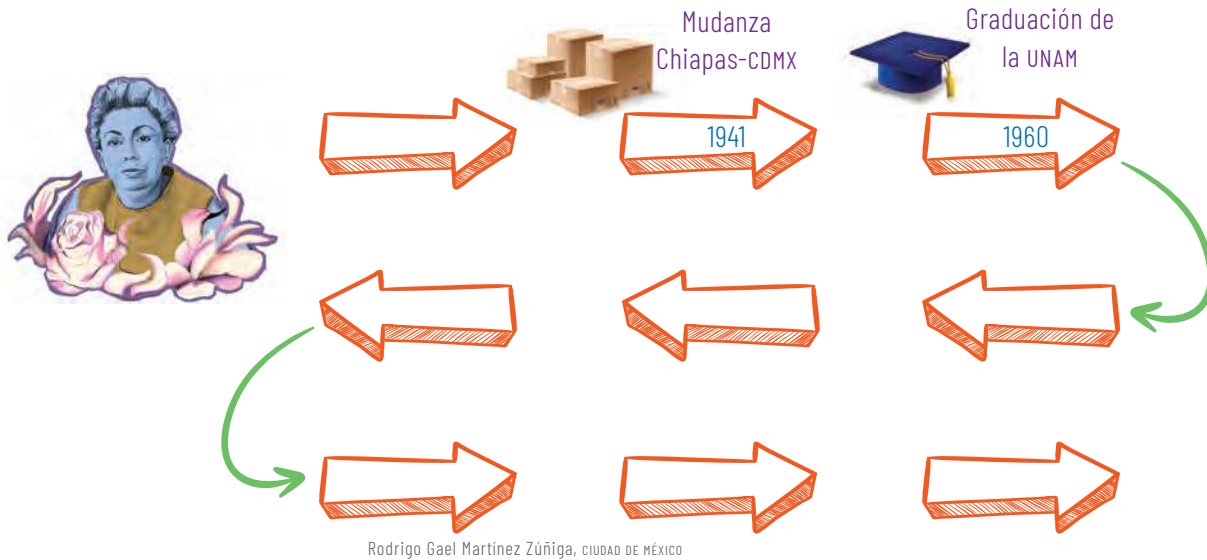 Mudanza
Chiapas-CDMX
Graduación de
la UNAM
1941
1960
Rodrigo Gael Martínez Zúñiga, CIUDAD DE MÉXICO